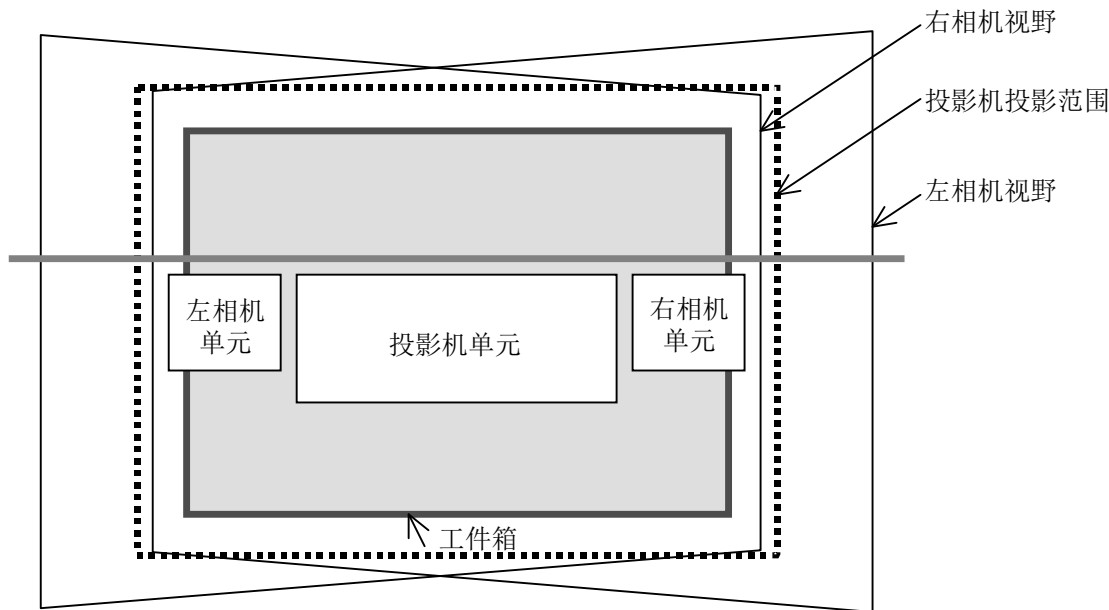 右相机视野
投影机投影范围
左相机视野
左相机
单元
投影机单元
右相机
单元
工件箱